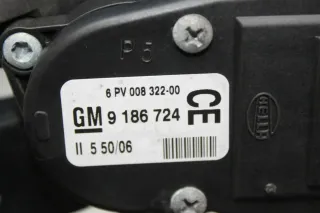 P5
6 PV 008 322-00
GM 9 186 724
CE
II 5 50/06
HELLA